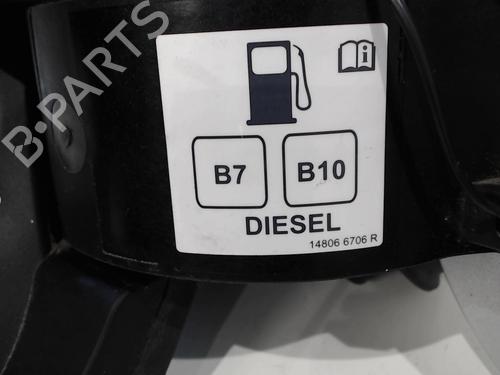 B-PARTS
i
B7 B10
DIESEL
14806 6706 R